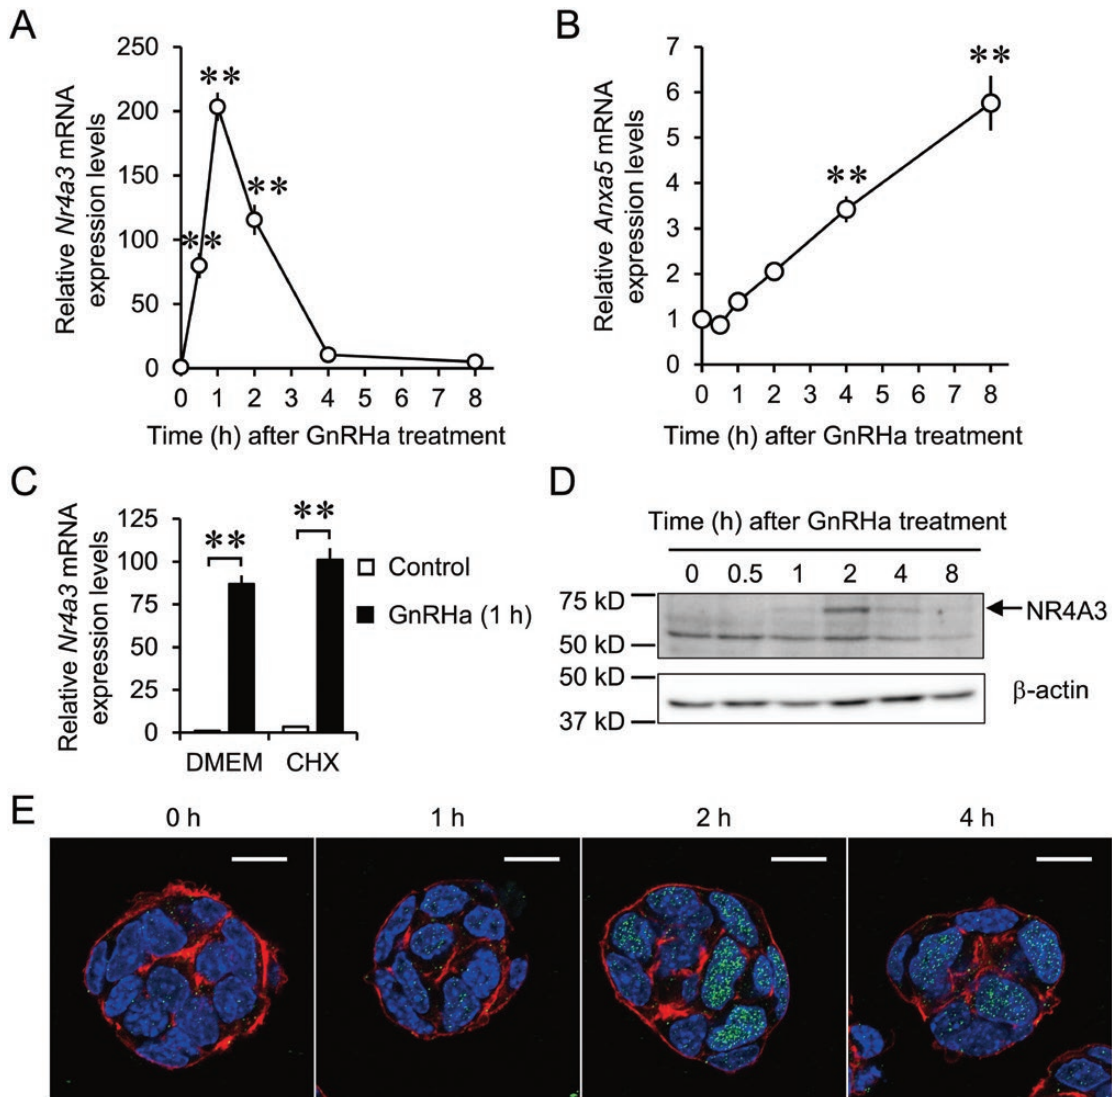 A
Relative Nr4a3 mRNA
expression levels
250
200
150
100
50
0
**
**
**
0 1 2 3 4 5 6 7 8
Time (h) after GnRHa treatment
B
Relative Anxa5 mRNA
expression levels
7
6
5
4
3
2
1
0
**
**
0 1 2 3 4 5 6 7 8
Time (h) after GnRHa treatment
C
Relative Nr4a3 mRNA
expression levels
125
100
75
50
25
0
**
**
Control
GnRHa (1 h)
DMEM CHX
D
Time (h) after GnRHa treatment
0 0.5 1 2 4 8
75 kD
NR4A3
50 kD
50 kD
β-actin
37 kD
E
0 h 1 h 2 h 4 h